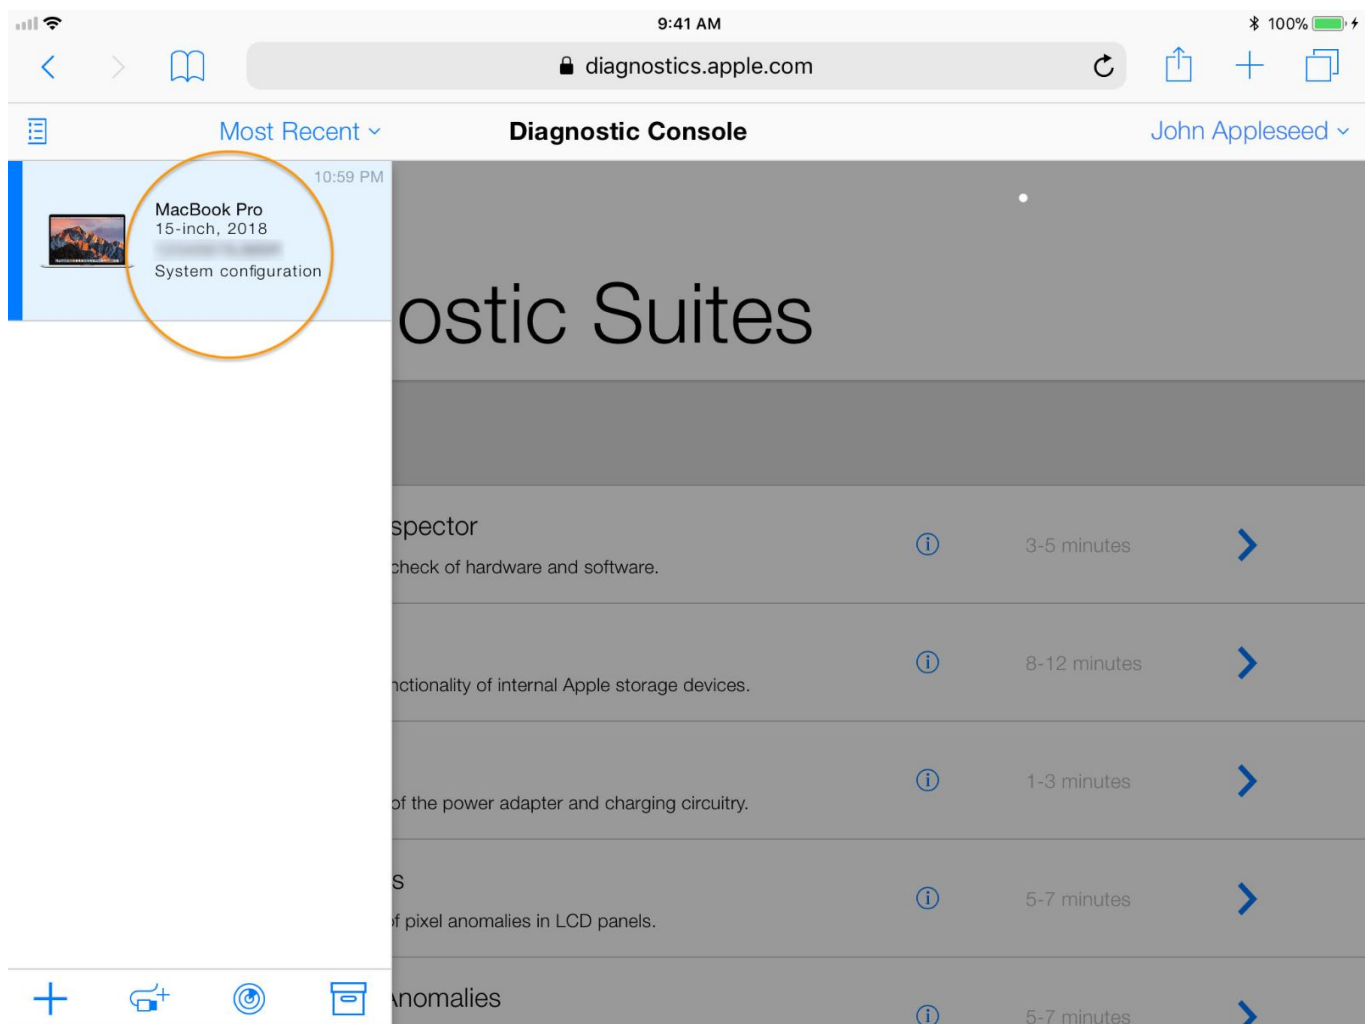 9:41 AM
100%
diagnostics.apple.com
Most Recent
Diagnostic Console
John Appleseed
10:59 PM
MacBook Pro
15-inch, 2018
System configuration
ostic Suites
spector
check of hardware and software.
3-5 minutes
8-12 minutes
nctionality of internal Apple storage devices.
1-3 minutes
of the power adapter and charging circuitry.
s
of pixel anomalies in LCD panels.
5-7 minutes
Anomalies
5-7 minutes